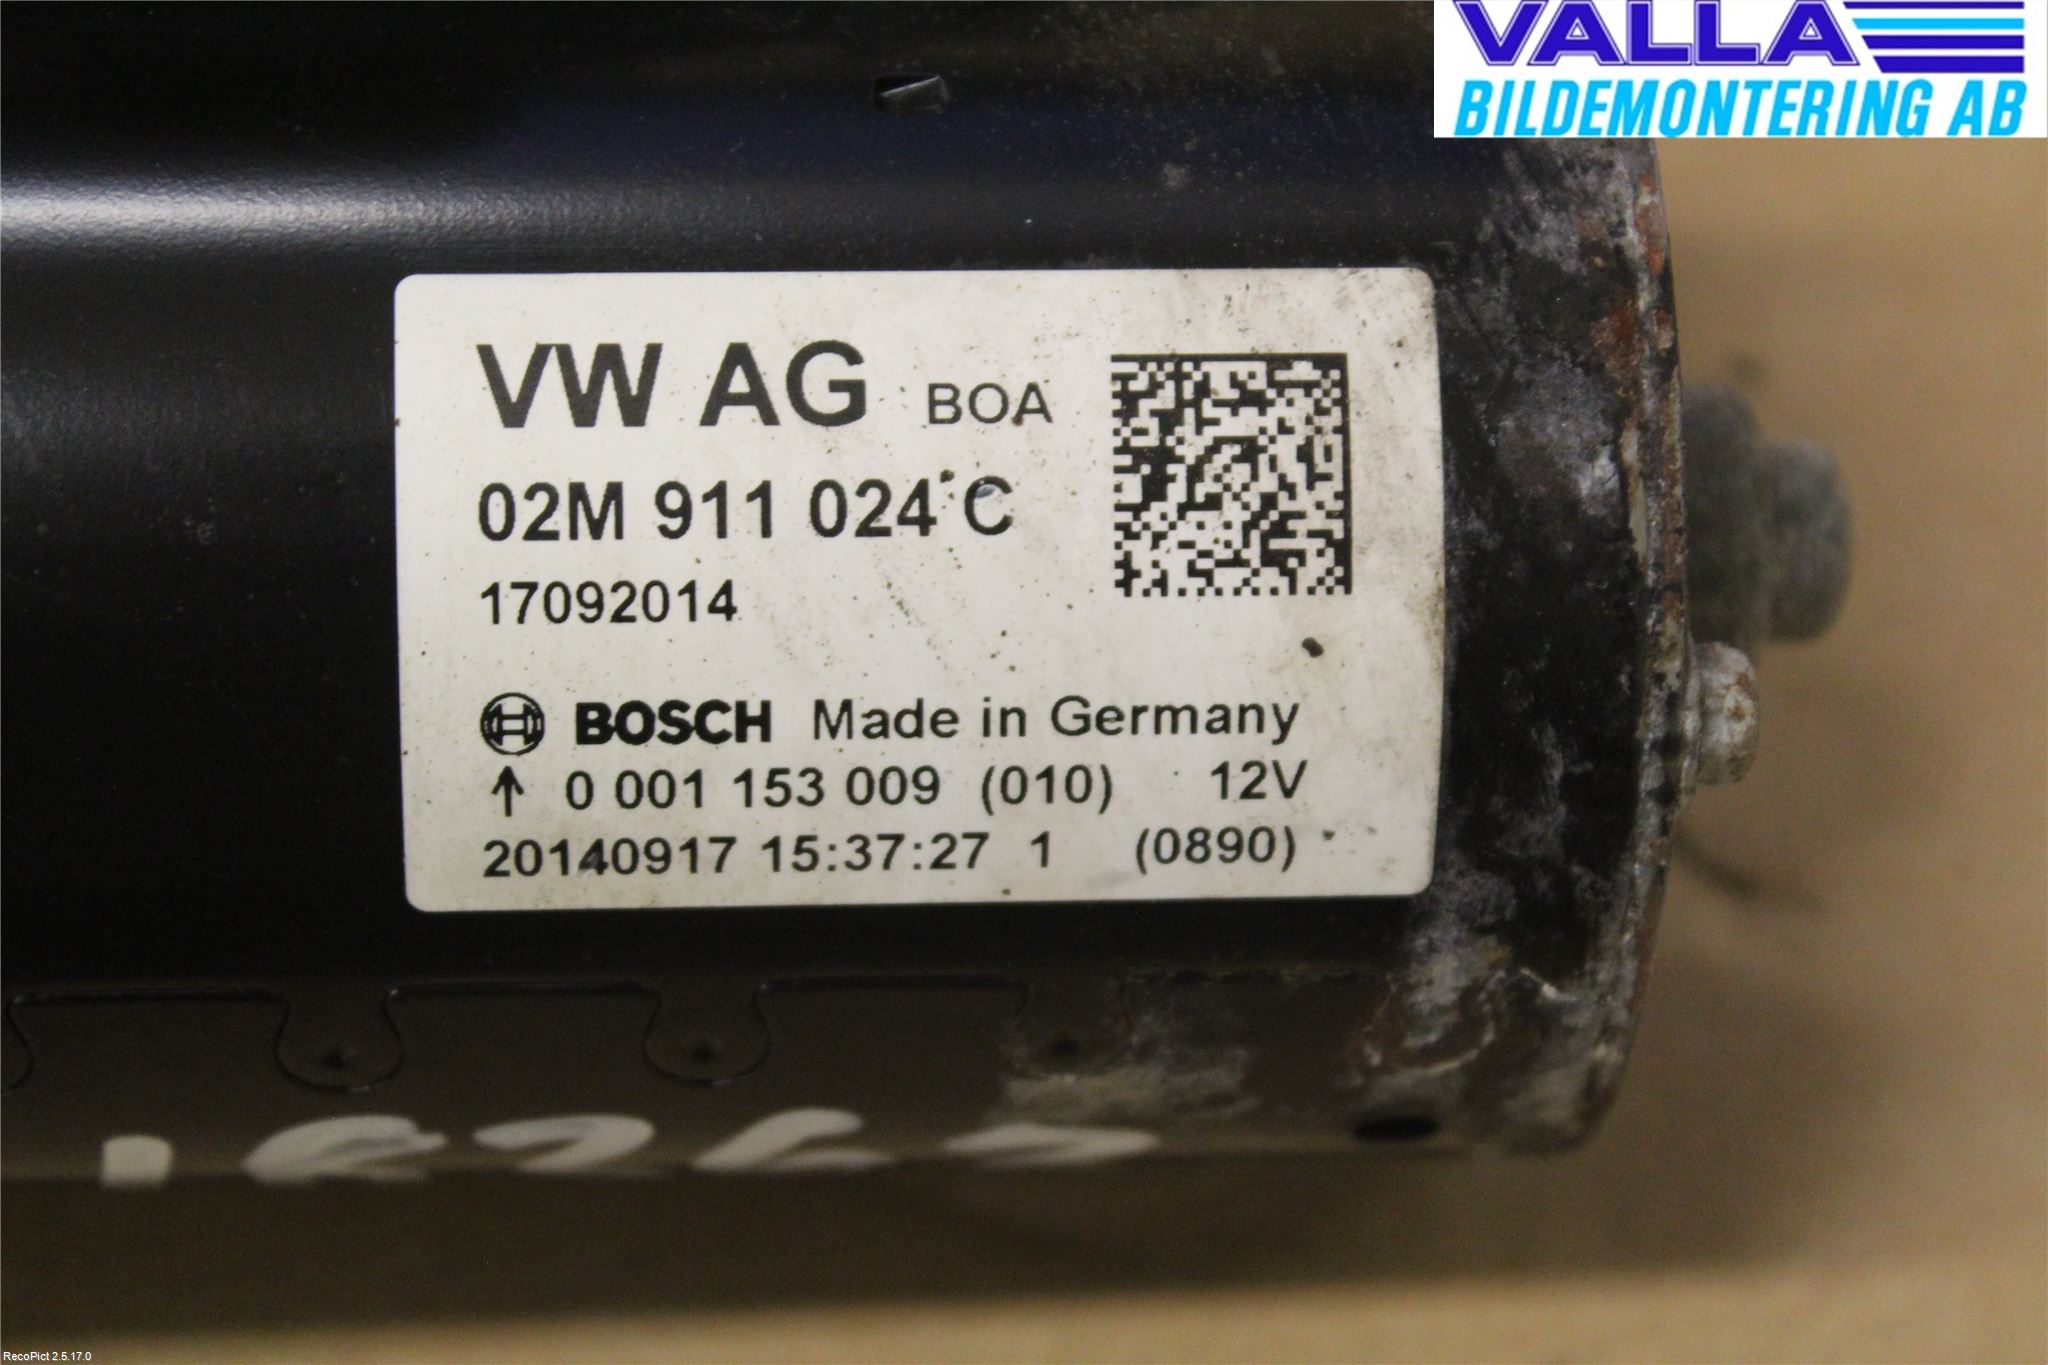 VALLA
BILDEMONTERING AB
VW AG BOA
02M 911 024 C
17092014
BOSCH Made in Germany
↑ 0 001 153 009 (010) 12V
20140917 15:37:27 1 (0890)
RecoPict 2.5.17.0